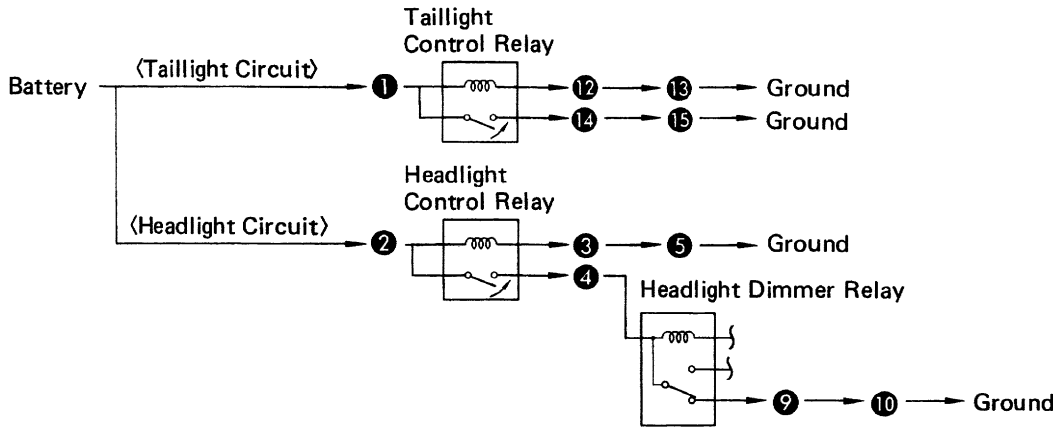 Taillight
Control Relay
Battery
〈Taillight Circuit〉
1
12
13
Ground
14
15
Ground
Headlight
Control Relay
〈Headlight Circuit〉
2
3
5
Ground
4
Headlight Dimmer Relay
9
10
Ground